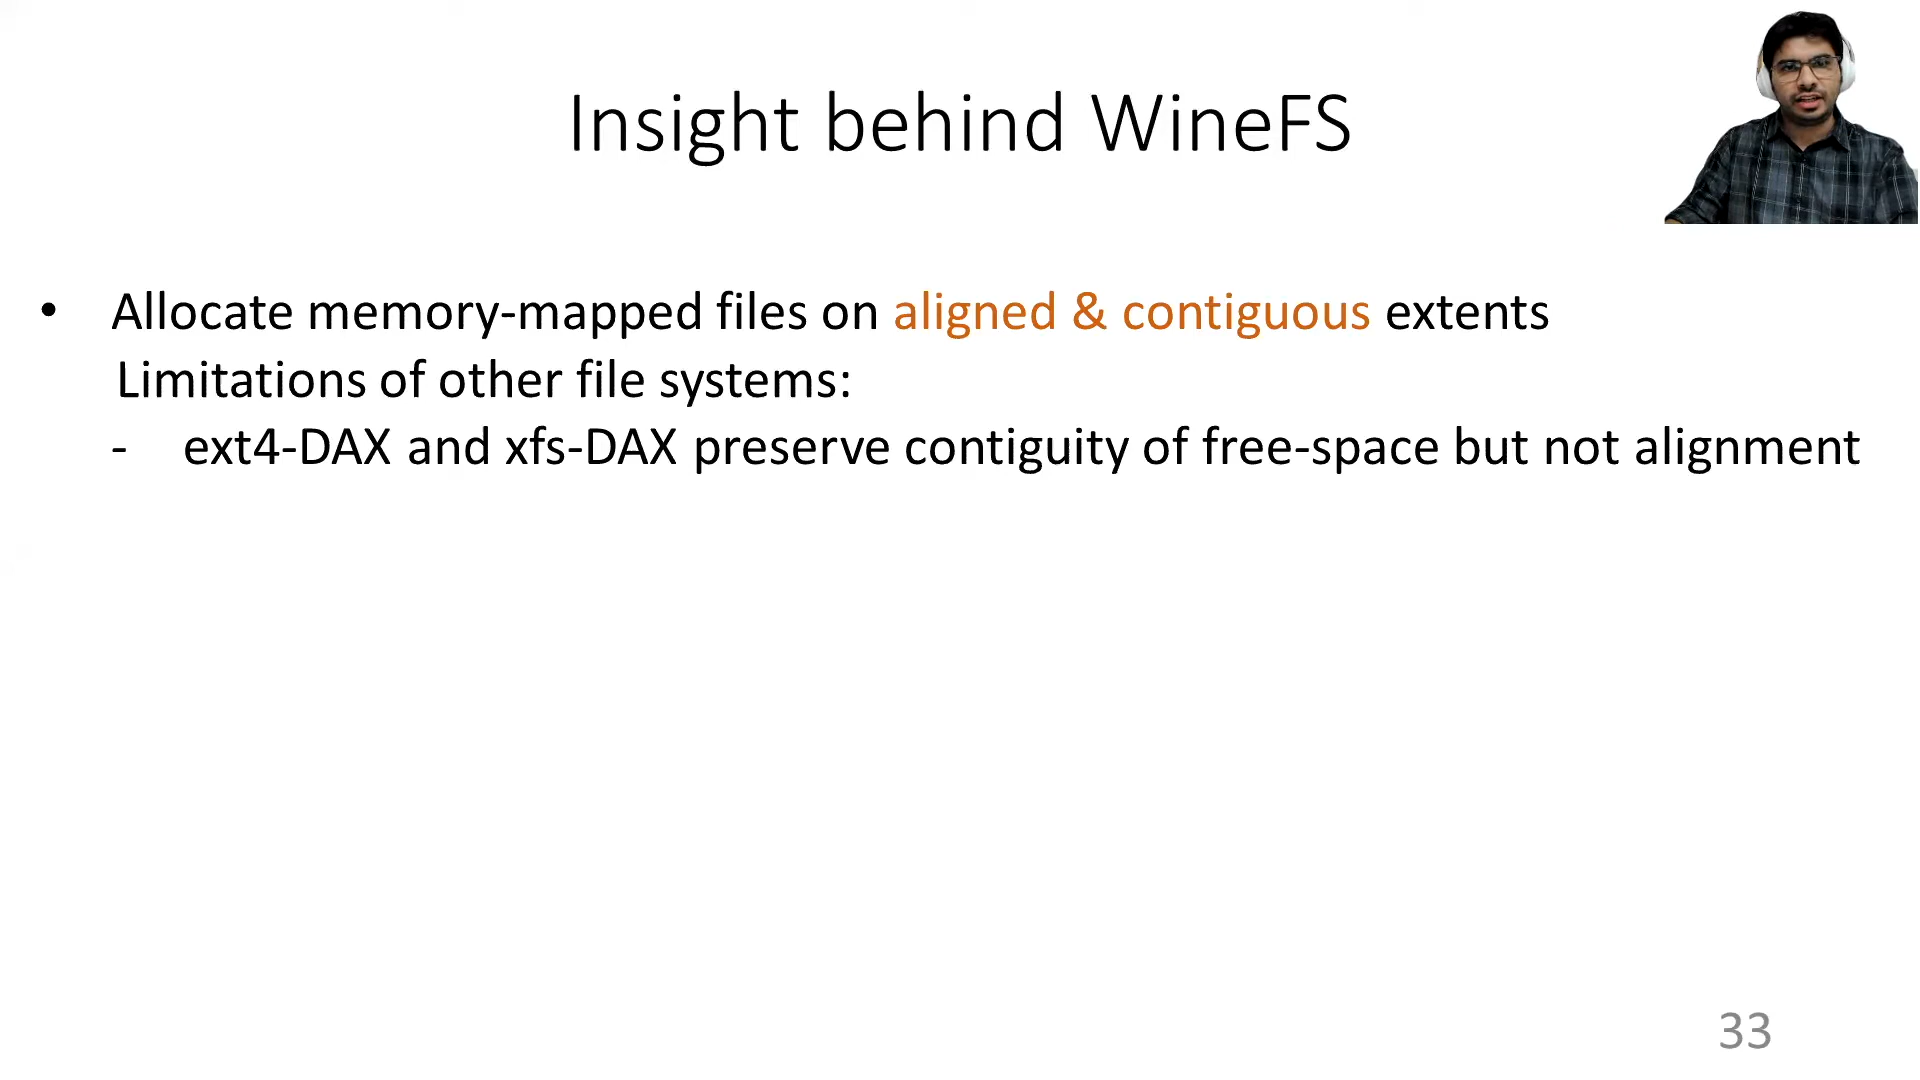 Insight behind WineFS
• Allocate memory-mapped files on aligned & contiguous extents
Limitations of other file systems:
- ext4-DAX and xfs-DAX preserve contiguity of free-space but not alignment
33